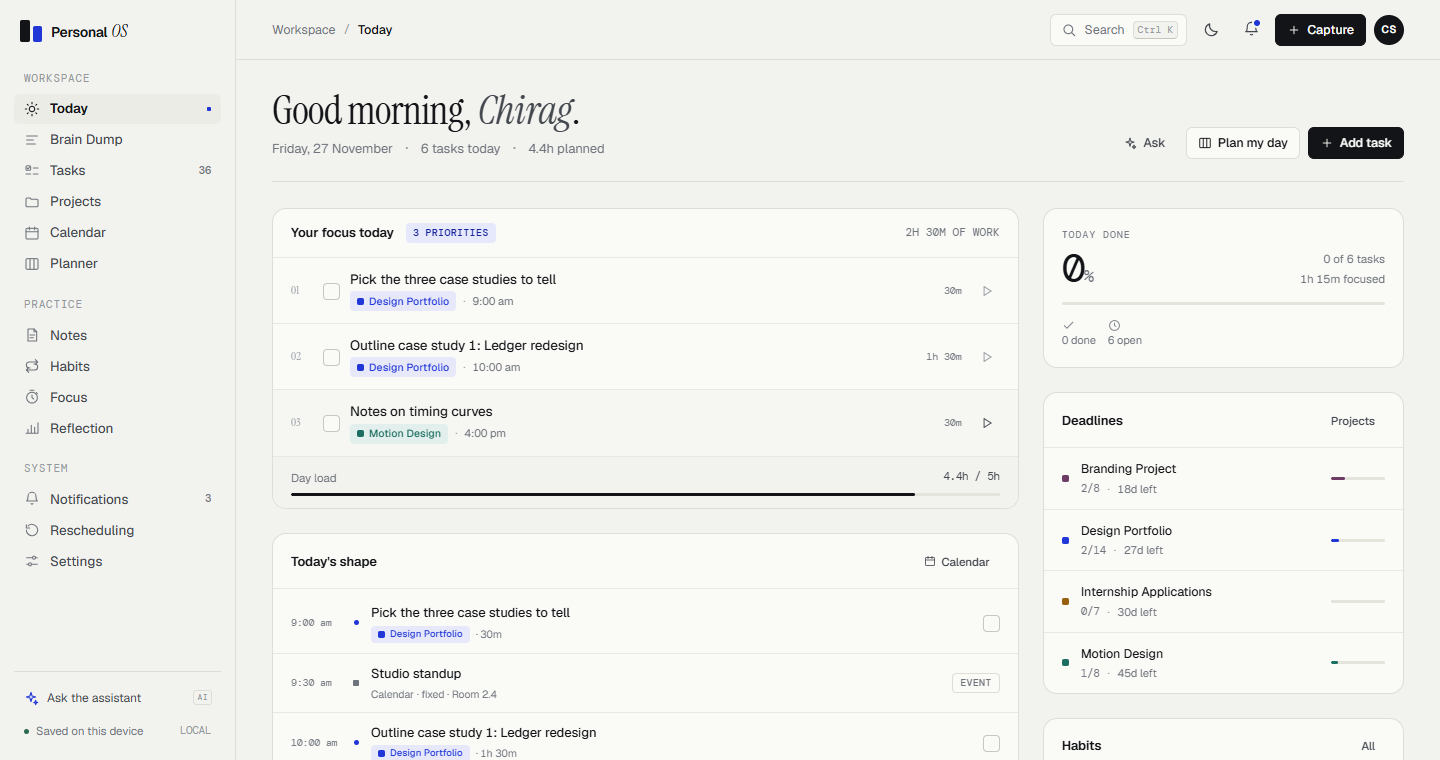 Personal OS
WORKSPACE
Today
Brain Dump
Tasks 36
Projects
Calendar
Planner
PRACTICE
Notes
Habits
Focus
Reflection
SYSTEM
Notifications 3
Rescheduling
Settings
Ask the assistant AI
Saved on this device LOCAL
Workspace / Today
Search Ctrl K
+ Capture
CS
Good morning, Chirag.
Friday, 27 November · 6 tasks today · 4.4h planned
Ask
Plan my day
+ Add task
Your focus today 3 PRIORITIES 2H 30M OF WORK
01 Pick the three case studies to tell 30m
Design Portfolio · 9:00 am
02 Outline case study 1: Ledger redesign 1h 30m
Design Portfolio · 10:00 am
03 Notes on timing curves 30m
Motion Design · 4:00 pm
Day load 4.4h / 5h
Today's shape Calendar
9:00 am Pick the three case studies to tell
Design Portfolio · 30m
9:30 am Studio standup EVENT
Calendar · fixed · Room 2.4
10:00 am Outline case study 1: Ledger redesign
Design Portfolio · 1h 30m
TODAY DONE
0%
0 of 6 tasks
1h 15m focused
0 done 6 open
Deadlines Projects
Branding Project
2/8 · 18d left
Design Portfolio
2/14 · 27d left
Internship Applications
0/7 · 30d left
Motion Design
1/8 · 45d left
Habits All